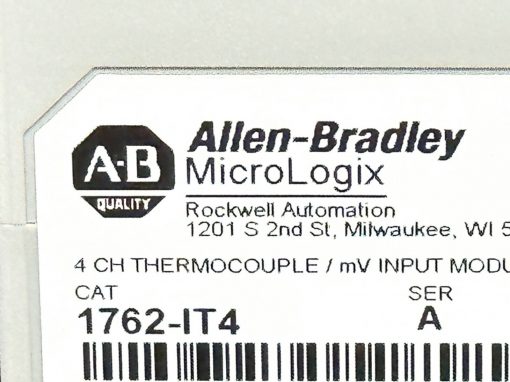 A-B
QUALITY
Allen-Bradley
MicroLogix
Rockwell Automation
1201 S 2nd St, Milwaukee, WI
4 CH THERMOCOUPLE / mV INPUT
CAT SER
1762-IT4 A